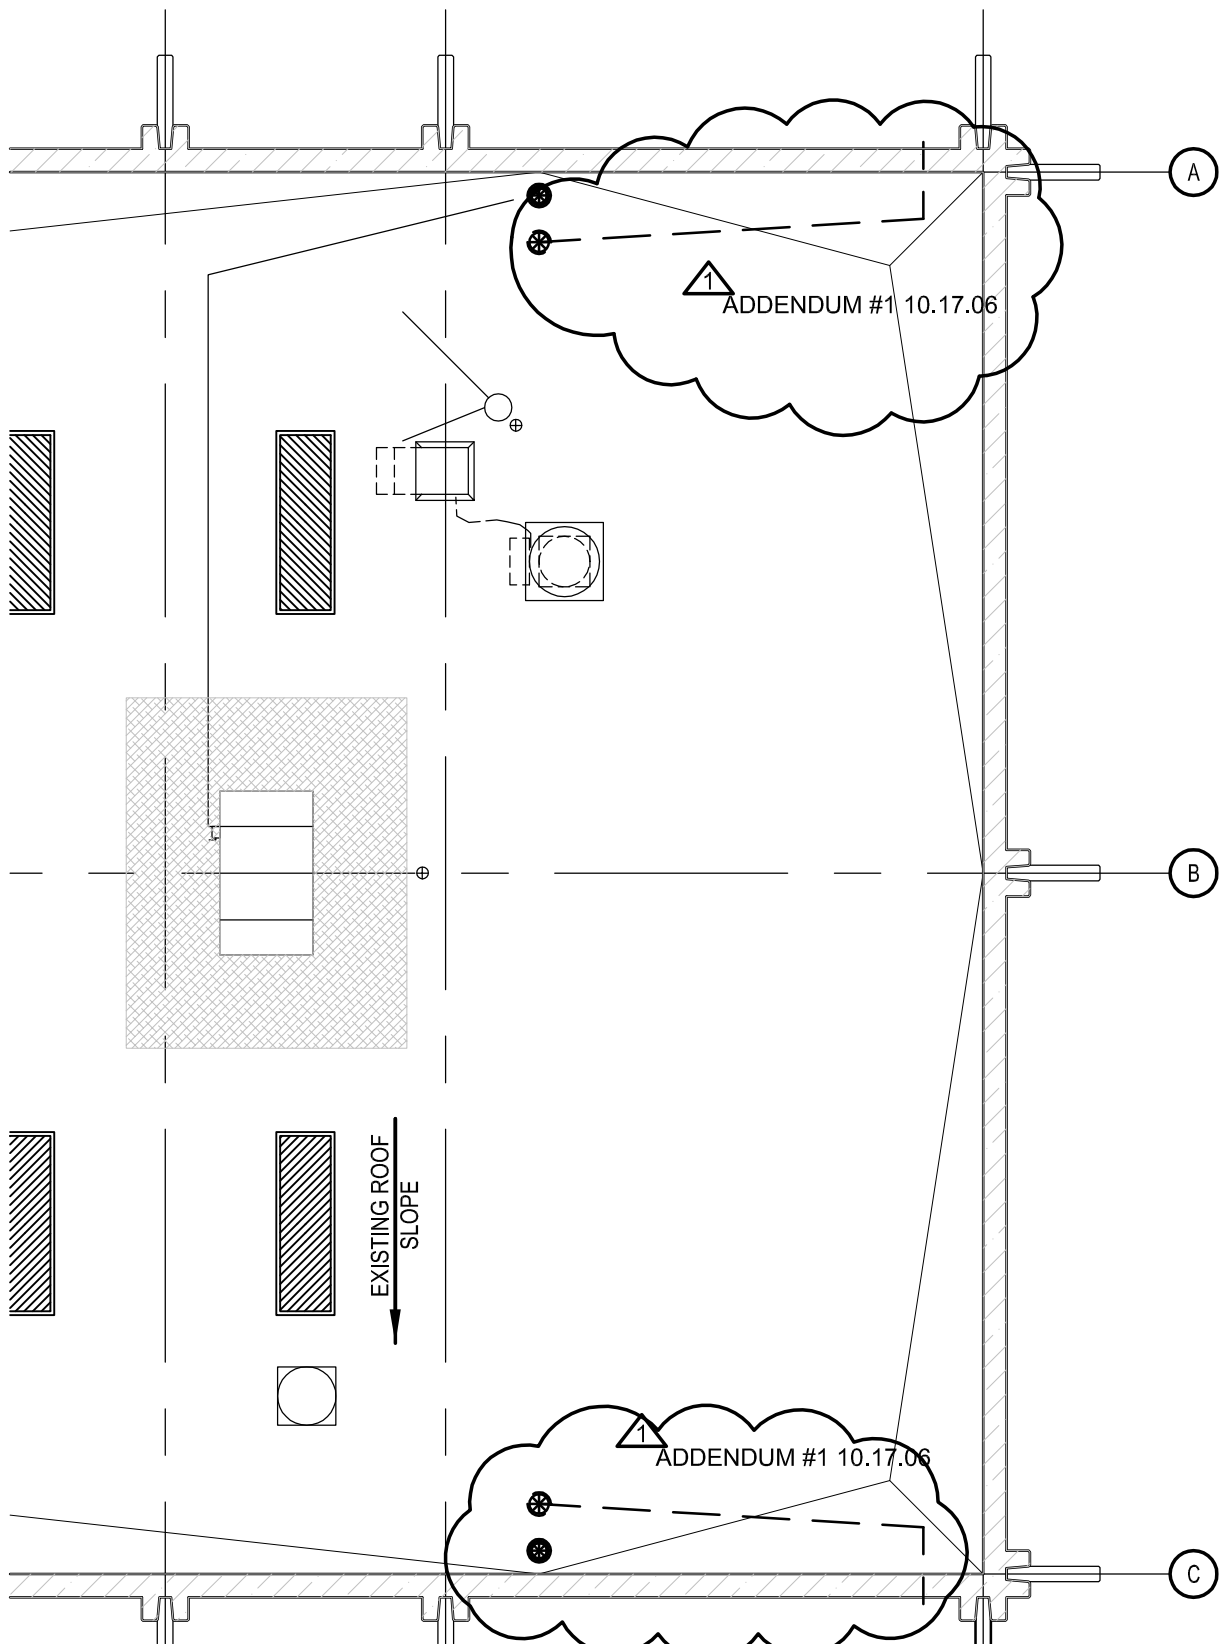 A
1
ADDENDUM #1 10.17.06
B
EXISTING ROOF
SLOPE
1
ADDENDUM #1 10.17.06
C